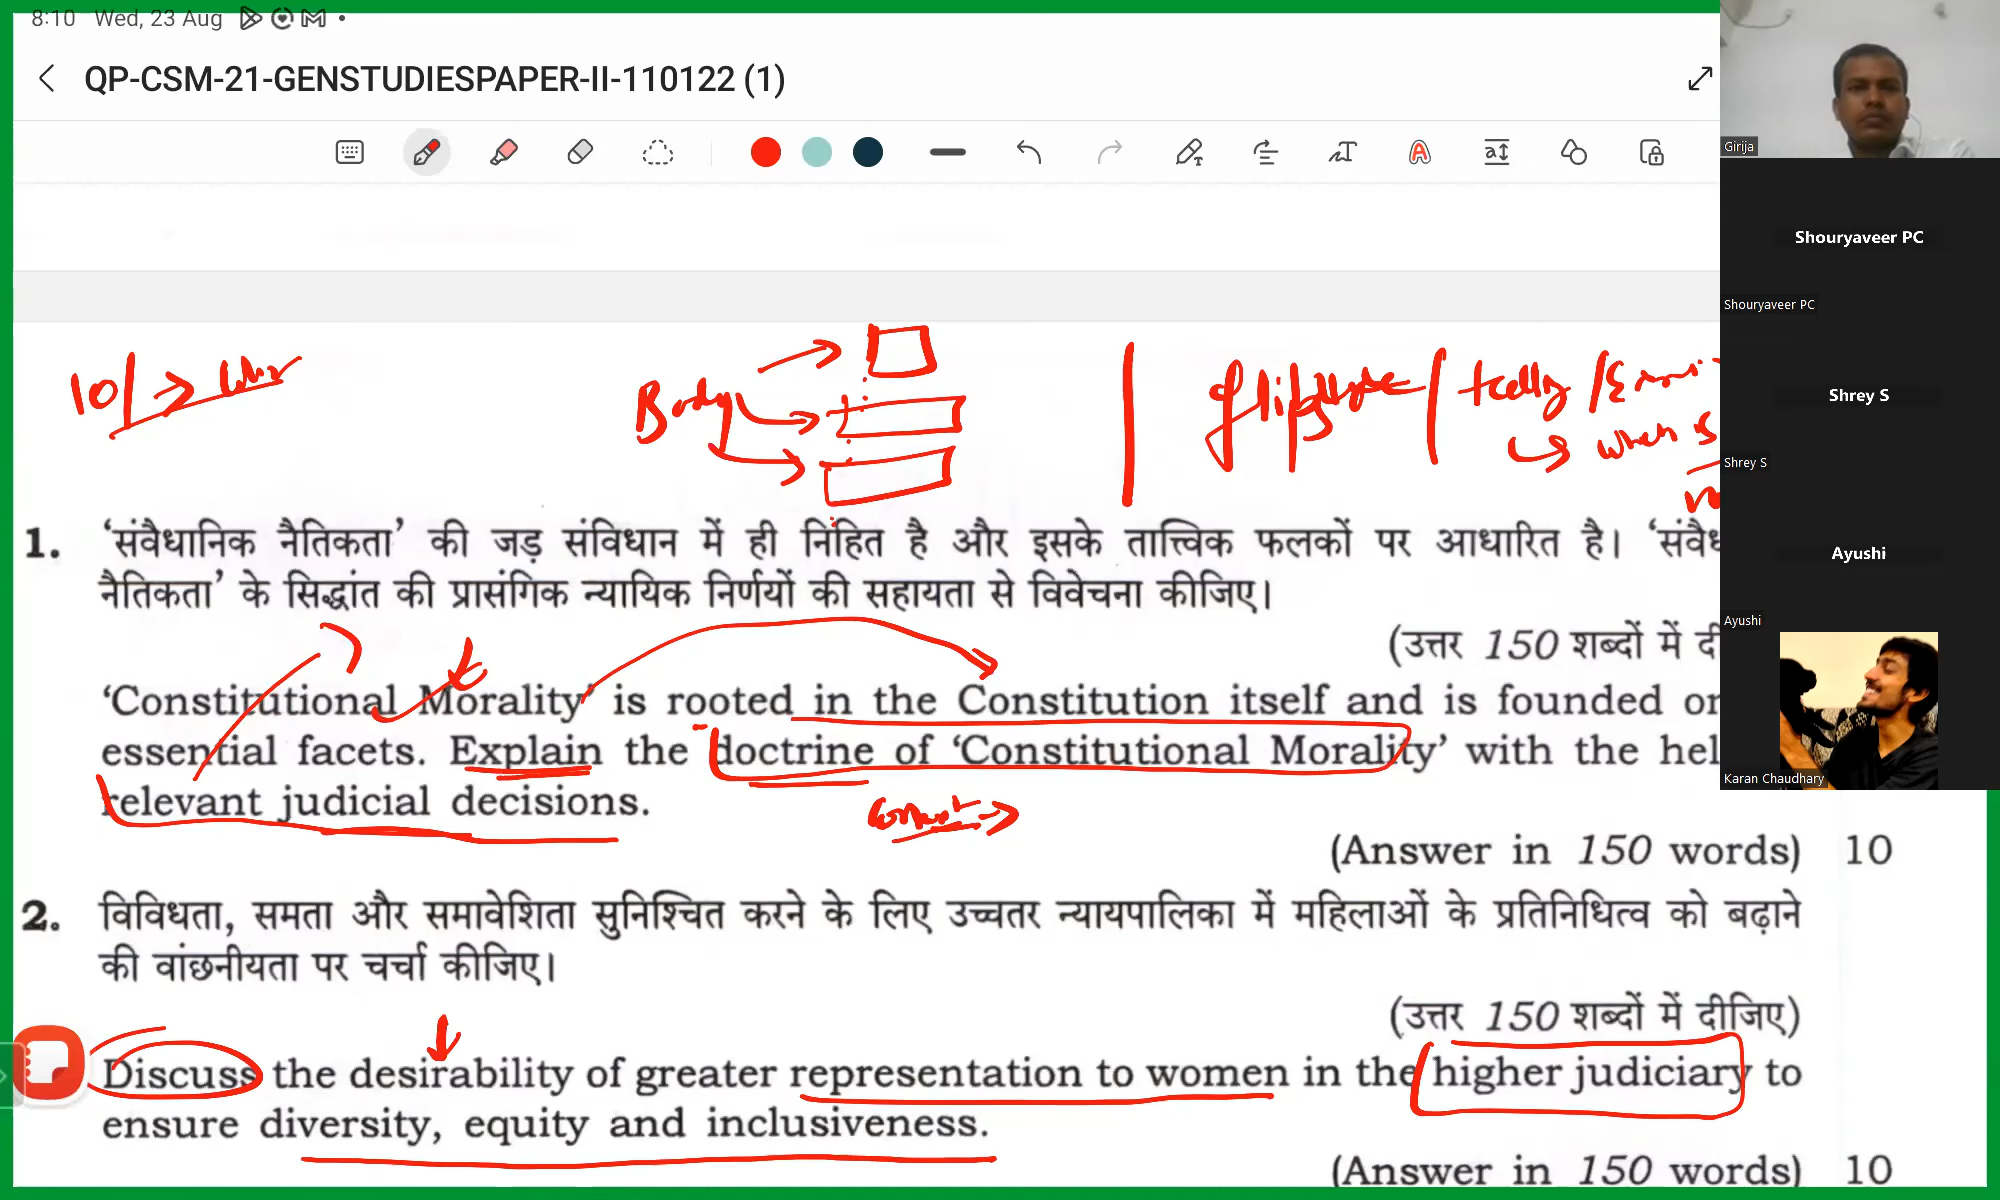 8:10 Wed, 23 Aug
QP-CSM-21-GENSTUDIESPAPER-II-110122 (1)
Girija
Shouryaveer PC
Shouryaveer PC
Shrey S
Shrey S
Ayushi
Ayushi
Karan Chaudhary
10
Body
when is
1. ‘संवैधानिक नैतिकता’ की जड़ संविधान में ही निहित है और इसके तात्त्विक फलकों पर आधारित है। ‘संवै
नैतिकता’ के सिद्धांत की प्रासंगिक न्यायिक निर्णयों की सहायता से विवेचना कीजिए।
(उत्तर 150 शब्दों में दी
‘Constitutional Morality’ is rooted in the Constitution itself and is founded on
essential facets. Explain the doctrine of ‘Constitutional Morality’ with the hel
relevant judicial decisions.
(Answer in 150 words) 10
2. विविधता, समता और समावेशिता सुनिश्चित करने के लिए उच्चतर न्यायपालिका में महिलाओं के प्रतिनिधित्व को बढ़ाने
की वांछनीयता पर चर्चा कीजिए।
(उत्तर 150 शब्दों में दीजिए)
Discuss the desirability of greater representation to women in the higher judiciary to
ensure diversity, equity and inclusiveness.
(Answer in 150 words) 10